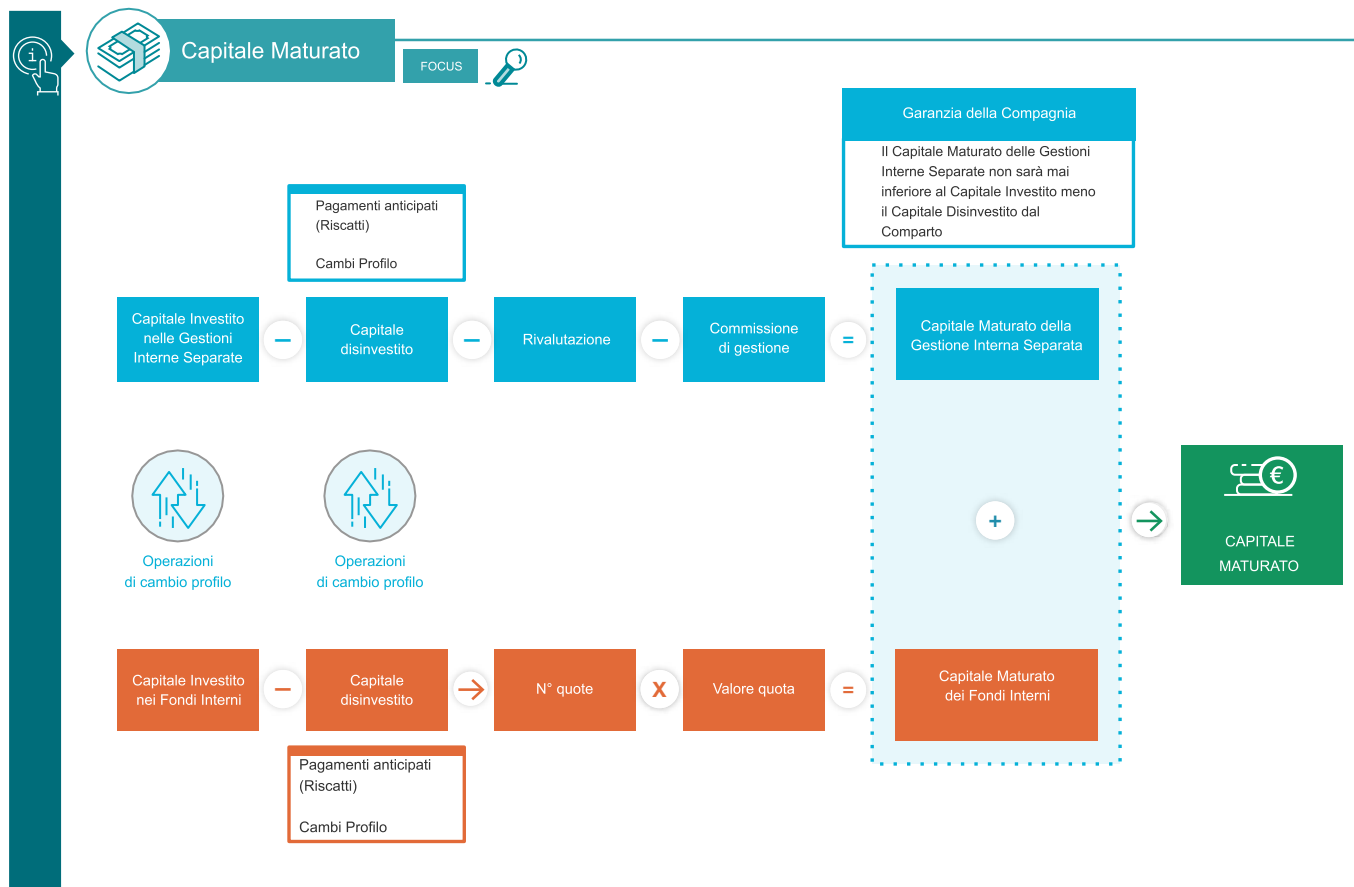 i
Capitale Maturato
FOCUS
Garanzia della Compagnia
Il Capitale Maturato delle Gestioni
Interne Separate non sarà mai
inferiore al Capitale Investito meno
il Capitale Disinvestito dal
Comparto
Pagamenti anticipati
(Riscatti)
Cambi Profilo
Capitale Investito
nelle Gestioni
Interne Separate
–
Capitale
disinvestito
–
Rivalutazione
–
Commissione
di gestione
=
Capitale Maturato della
Gestione Interna Separata
Operazioni
di cambio profilo
Operazioni
di cambio profilo
+
€
CAPITALE
MATURATO
Capitale Investito
nei Fondi Interni
–
Capitale
disinvestito
N° quote
X
Valore quota
=
Capitale Maturato
dei Fondi Interni
Pagamenti anticipati
(Riscatti)
Cambi Profilo